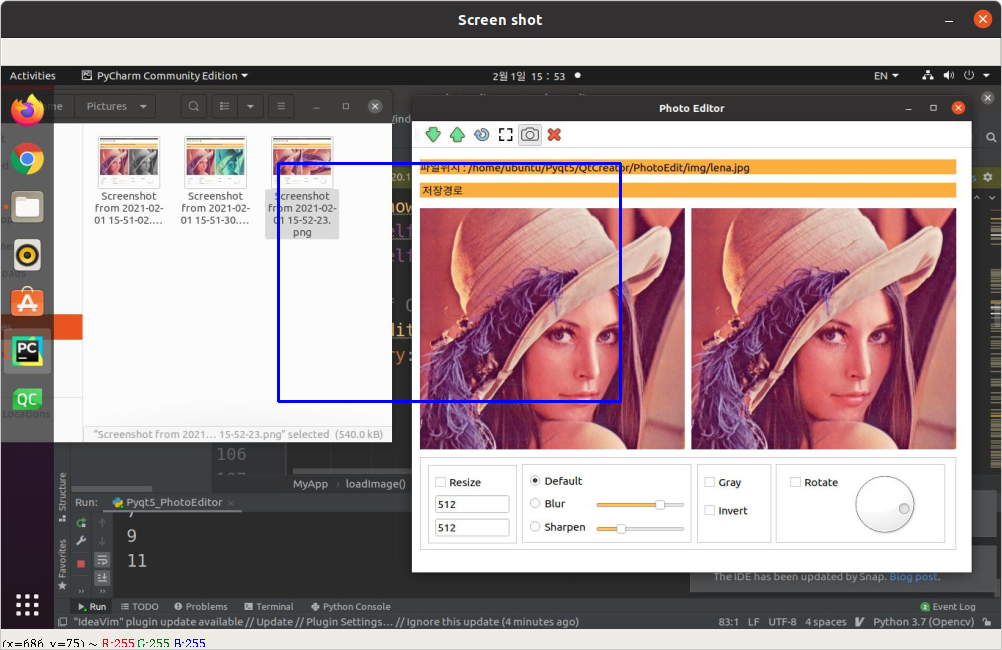 Screen shot
Activities PyCharm Community Edition 2월 1일 15 : 53 EN
Pictures
Photo Editor
파일위치 : /home/ubuntu/Pyqt5/QtCreator/PhotoEdit/img/lena.jpg
저장경로
Screenshot from 2021-02-01 15-51-02....
Screenshot from 2021-02-01 15-51-30....
Screenshot from 2021-02-01 15-52-23.png
PC
QC
Locations
"Screenshot from 2021... 15-52-23.png" selected (540.0 kB)
106
MyApp › loadImage()
Resize
512
512
Default
Blur
Sharpen
Gray
Invert
Rotate
Structure
Favorites
Run: Pyqt5_PhotoEditor
7
9
11
The IDE has been updated by Snap. Blog post.
Run TODO Problems Terminal Python Console 2 Event Log
"IdeaVim" plugin update available // Update // Plugin Settings... // Ignore this update (4 minutes ago) 83:1 LF UTF-8 4 spaces Python 3.7 (Opencv)
(x=686, y=75) ~ R:255 G:255 B:255